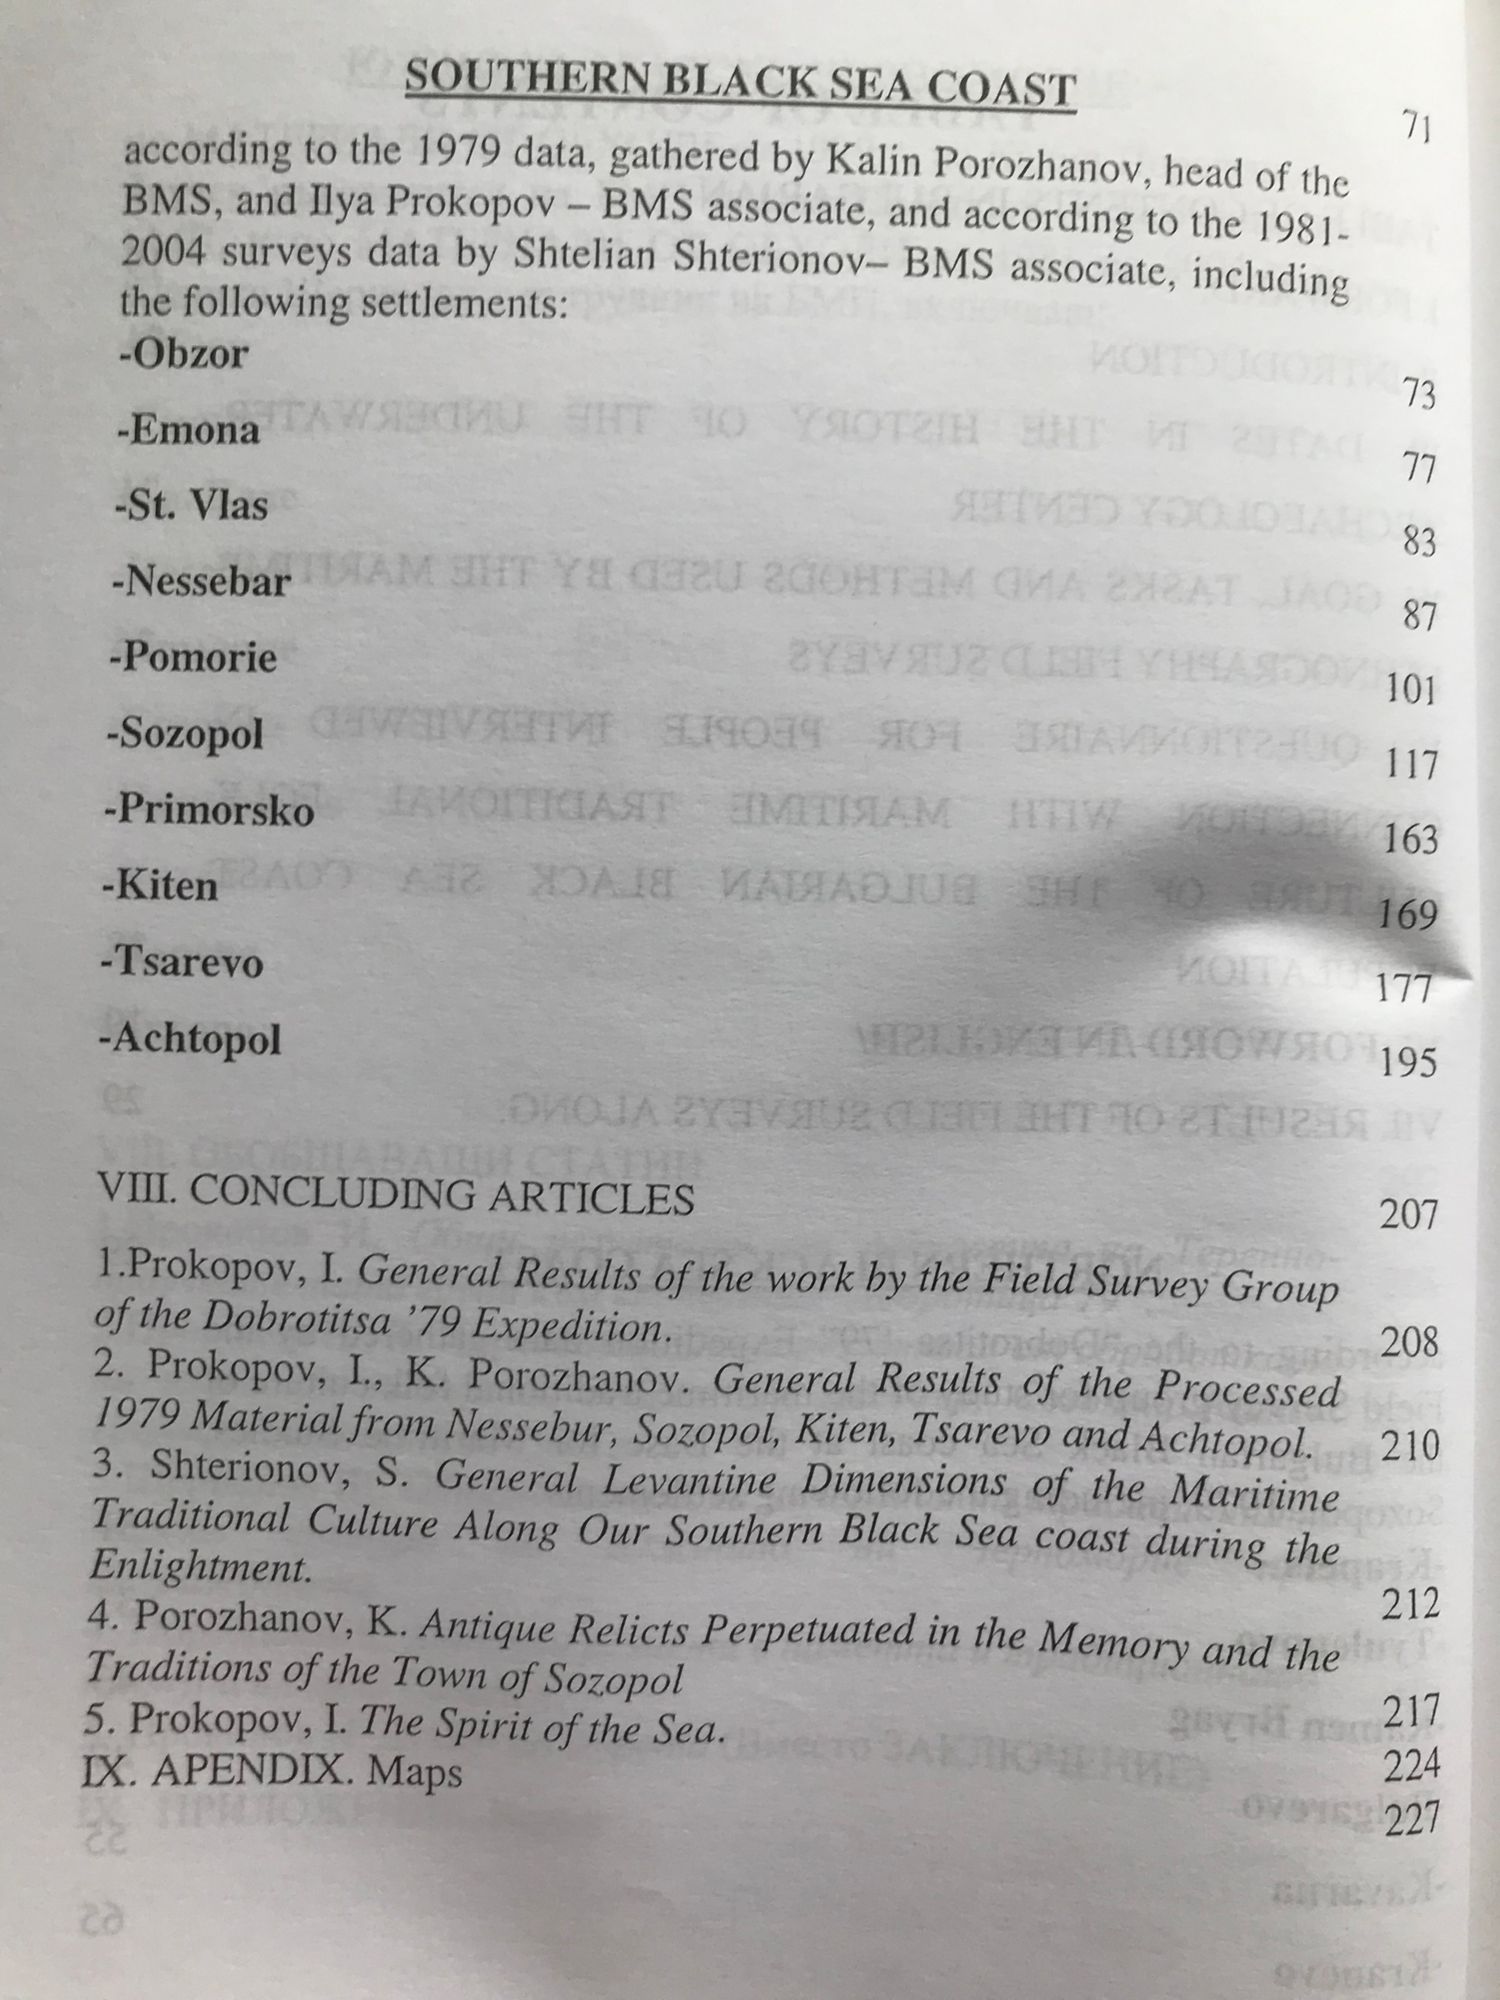 SOUTHERN BLACK SEA COAST 71
according to the 1979 data, gathered by Kalin Porozhanov, head of the
BMS, and Ilya Prokopov – BMS associate, and according to the 1981-
2004 surveys data by Shtelian Shterionov– BMS associate, including
the following settlements:
-Obzor 73
-Emona 77
-St. Vlas 83
-Nessebar 87
-Pomorie 101
-Sozopol 117
-Primorsko 163
-Kiten 169
-Tsarevo 177
-Achtopol 195
VIII. CONCLUDING ARTICLES 207
1.Prokopov, I. General Results of the work by the Field Survey Group
of the Dobrotitsa ’79 Expedition. 208
2. Prokopov, I., K. Porozhanov. General Results of the Processed
1979 Material from Nessebur, Sozopol, Kiten, Tsarevo and Achtopol. 210
3. Shterionov, S. General Levantine Dimensions of the Maritime
Traditional Culture Along Our Southern Black Sea coast during the
Enlightment. 212
4. Porozhanov, K. Antique Relicts Perpetuated in the Memory and the
Traditions of the Town of Sozopol 217
5. Prokopov, I. The Spirit of the Sea. 224
IX. APENDIX. Maps 227